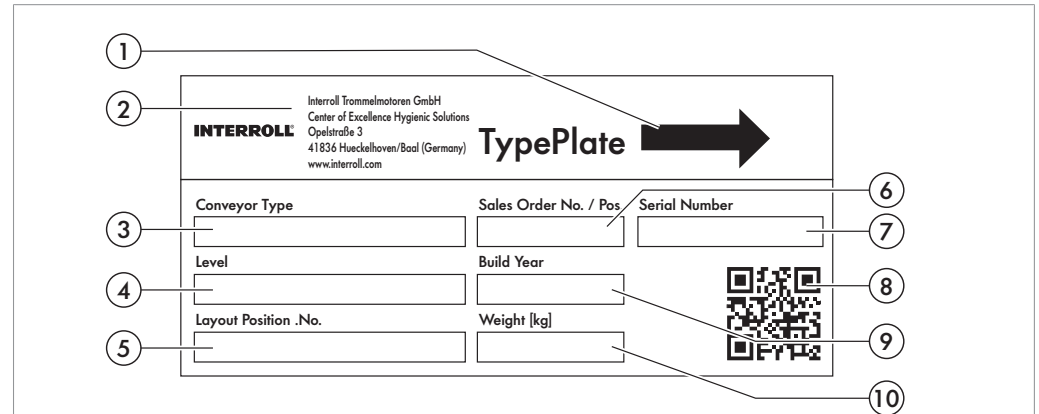 1
2
INTERROLL
Interroll Trommelmotoren GmbH
Center of Excellence Hygienic Solutions
Opelstraße 3
41836 Hueckelhoven/Baal (Germany)
www.interroll.com
TypePlate
Conveyor Type
Sales Order No. / Pos
Serial Number
6
3
7
Level
Build Year
4
8
Layout Position .No.
Weight [kg]
5
9
10